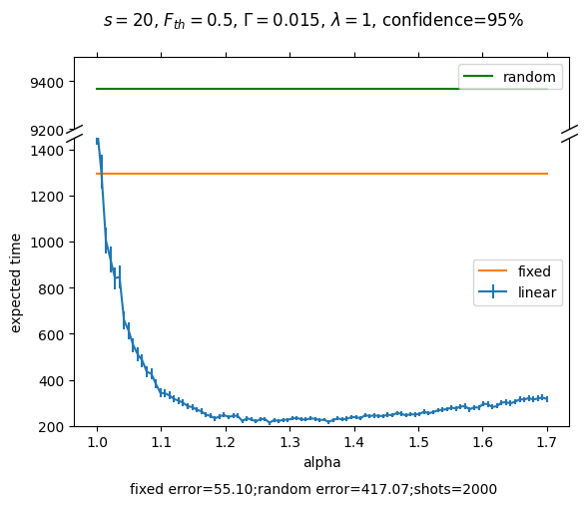 s = 20, F_th = 0.5, Γ = 0.015, λ = 1, confidence=95%
9400
random
9200
1400
1200
1000
fixed
linear
800
600
400
200
expected time
1.0 1.1 1.2 1.3 1.4 1.5 1.6 1.7
alpha
fixed error=55.10;random error=417.07;shots=2000